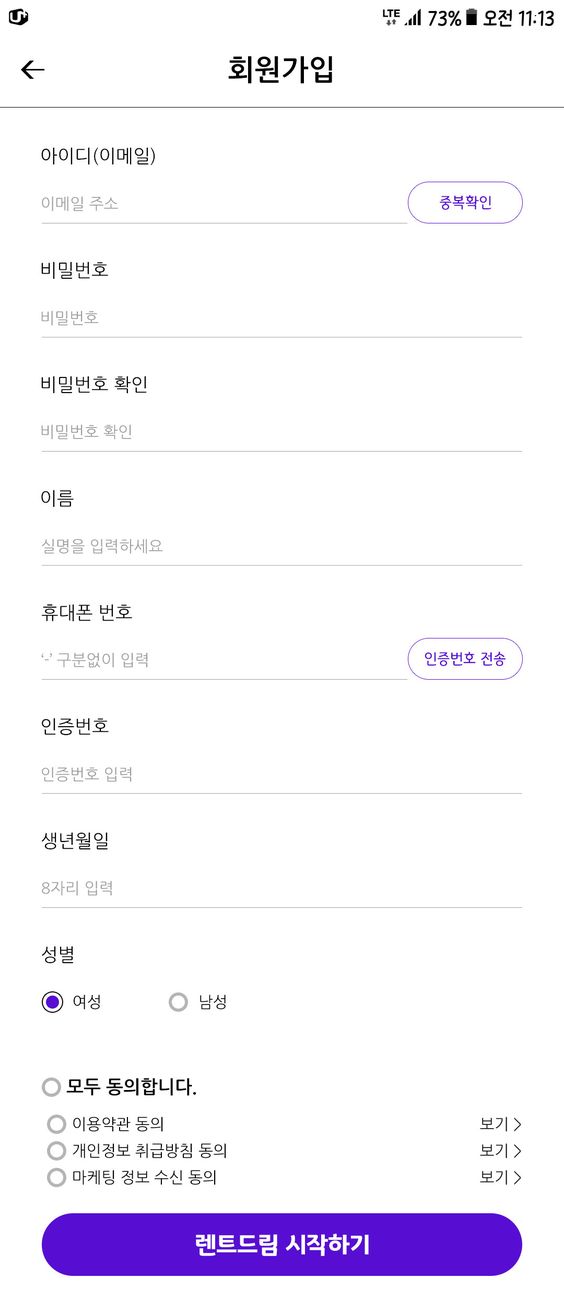 LTE 73% 오전 11:13
회원가입
아이디(이메일)
이메일 주소 중복확인
비밀번호
비밀번호
비밀번호 확인
비밀번호 확인
이름
실명을 입력하세요
휴대폰 번호
'-' 구분없이 입력 인증번호 전송
인증번호
인증번호 입력
생년월일
8자리 입력
성별
여성 남성
모두 동의합니다.
이용약관 동의 보기 >
개인정보 취급방침 동의 보기 >
마케팅 정보 수신 동의 보기 >
렌트드림 시작하기